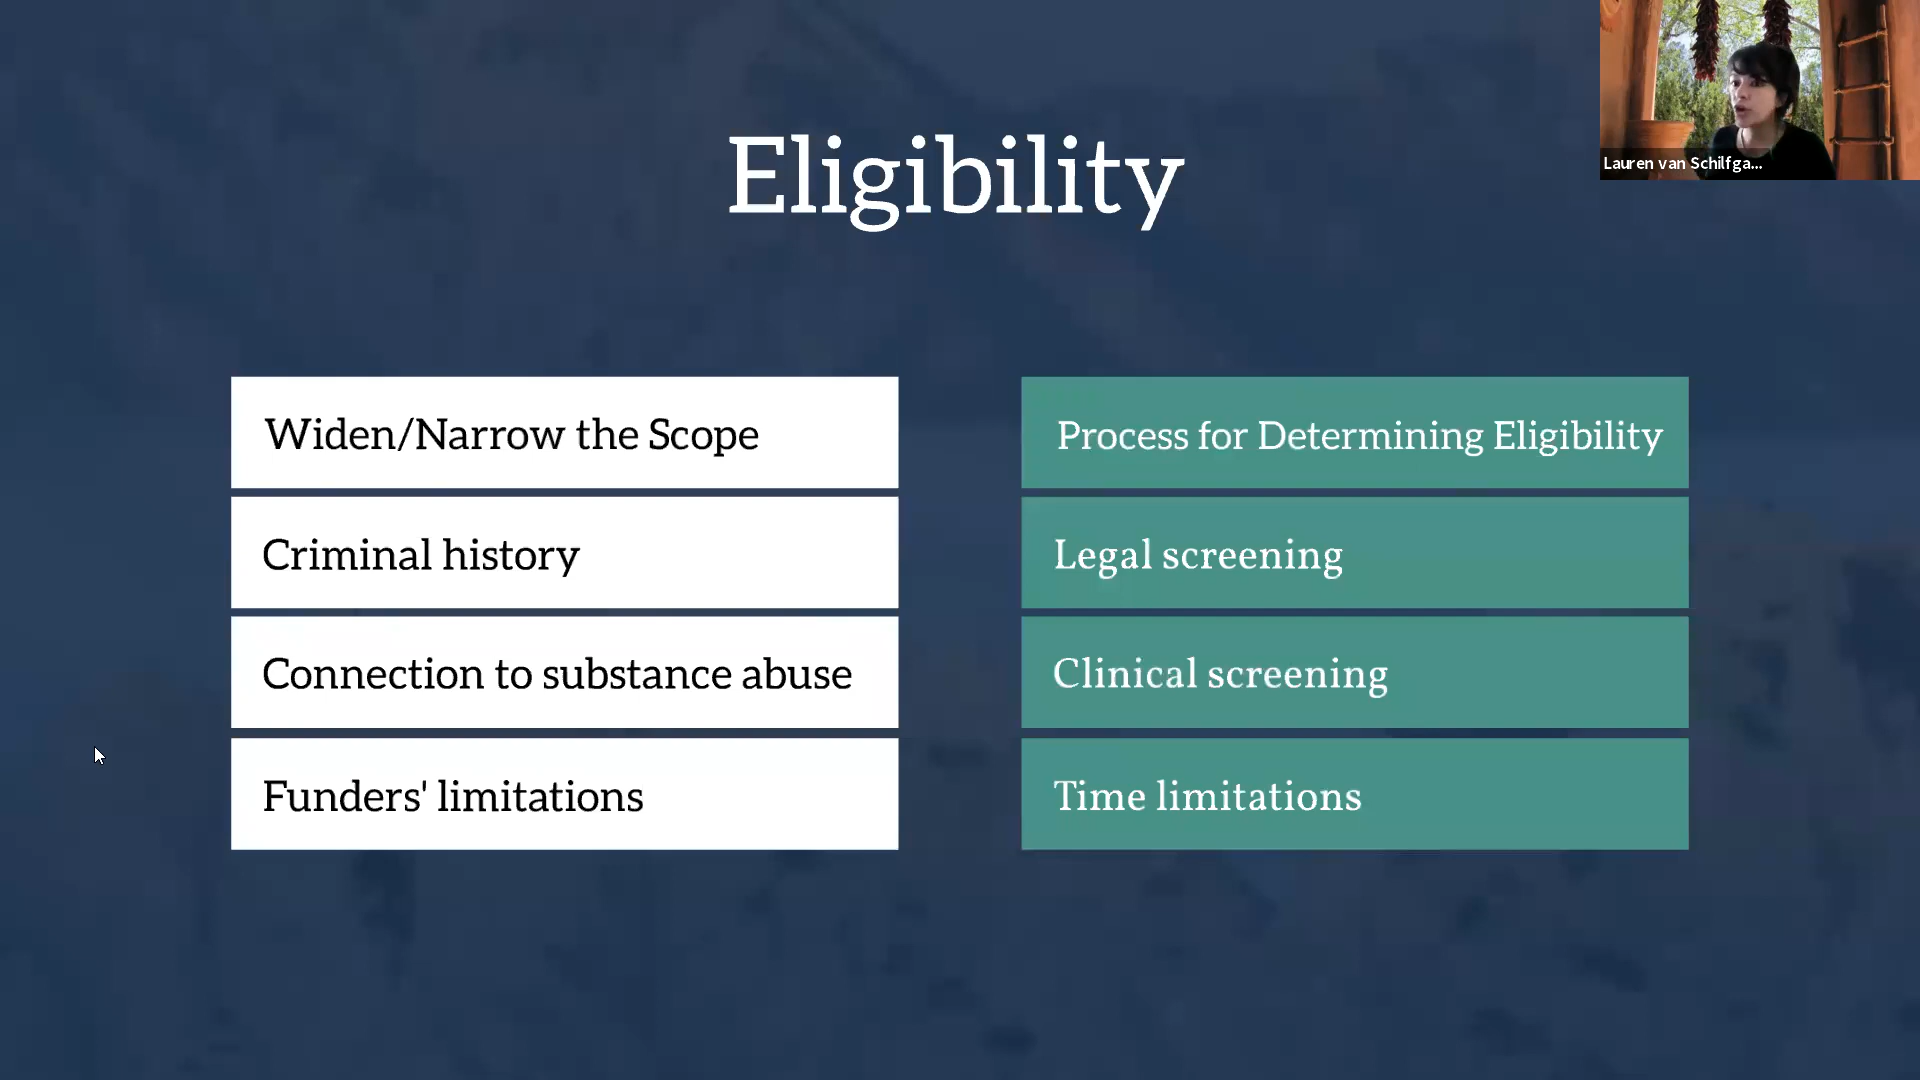 Eligibility
Lauren van Schilfga...
Widen/Narrow the Scope
Criminal history
Connection to substance abuse
Funders' limitations
Process for Determining Eligibility
Legal screening
Clinical screening
Time limitations